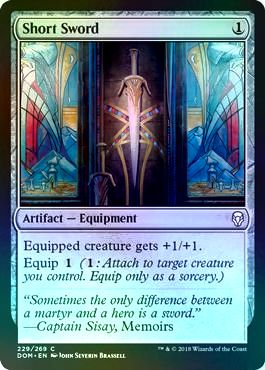 Short Sword 1
Artifact — Equipment
Equipped creature gets +1/+1.
Equip 1 (1: Attach to target creature
you control. Equip only as a sorcery.)
“Sometimes the only difference between
a martyr and a hero is a sword.”
—Captain Sisay, Memoirs
229/269 C
DOM • EN John Severin Brassell
™ & © 2018 Wizards of the Coast